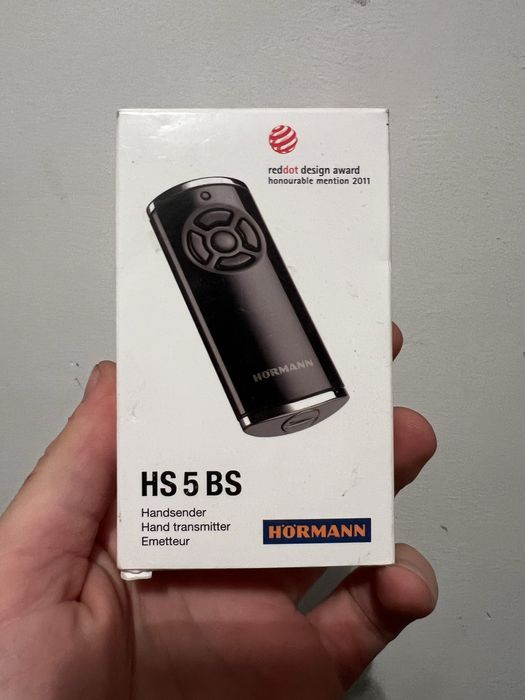 reddot design award
honourable mention 2011
HÖRMANN
HS 5 BS
Handsender
Hand transmitter
Emetteur
HÖRMANN